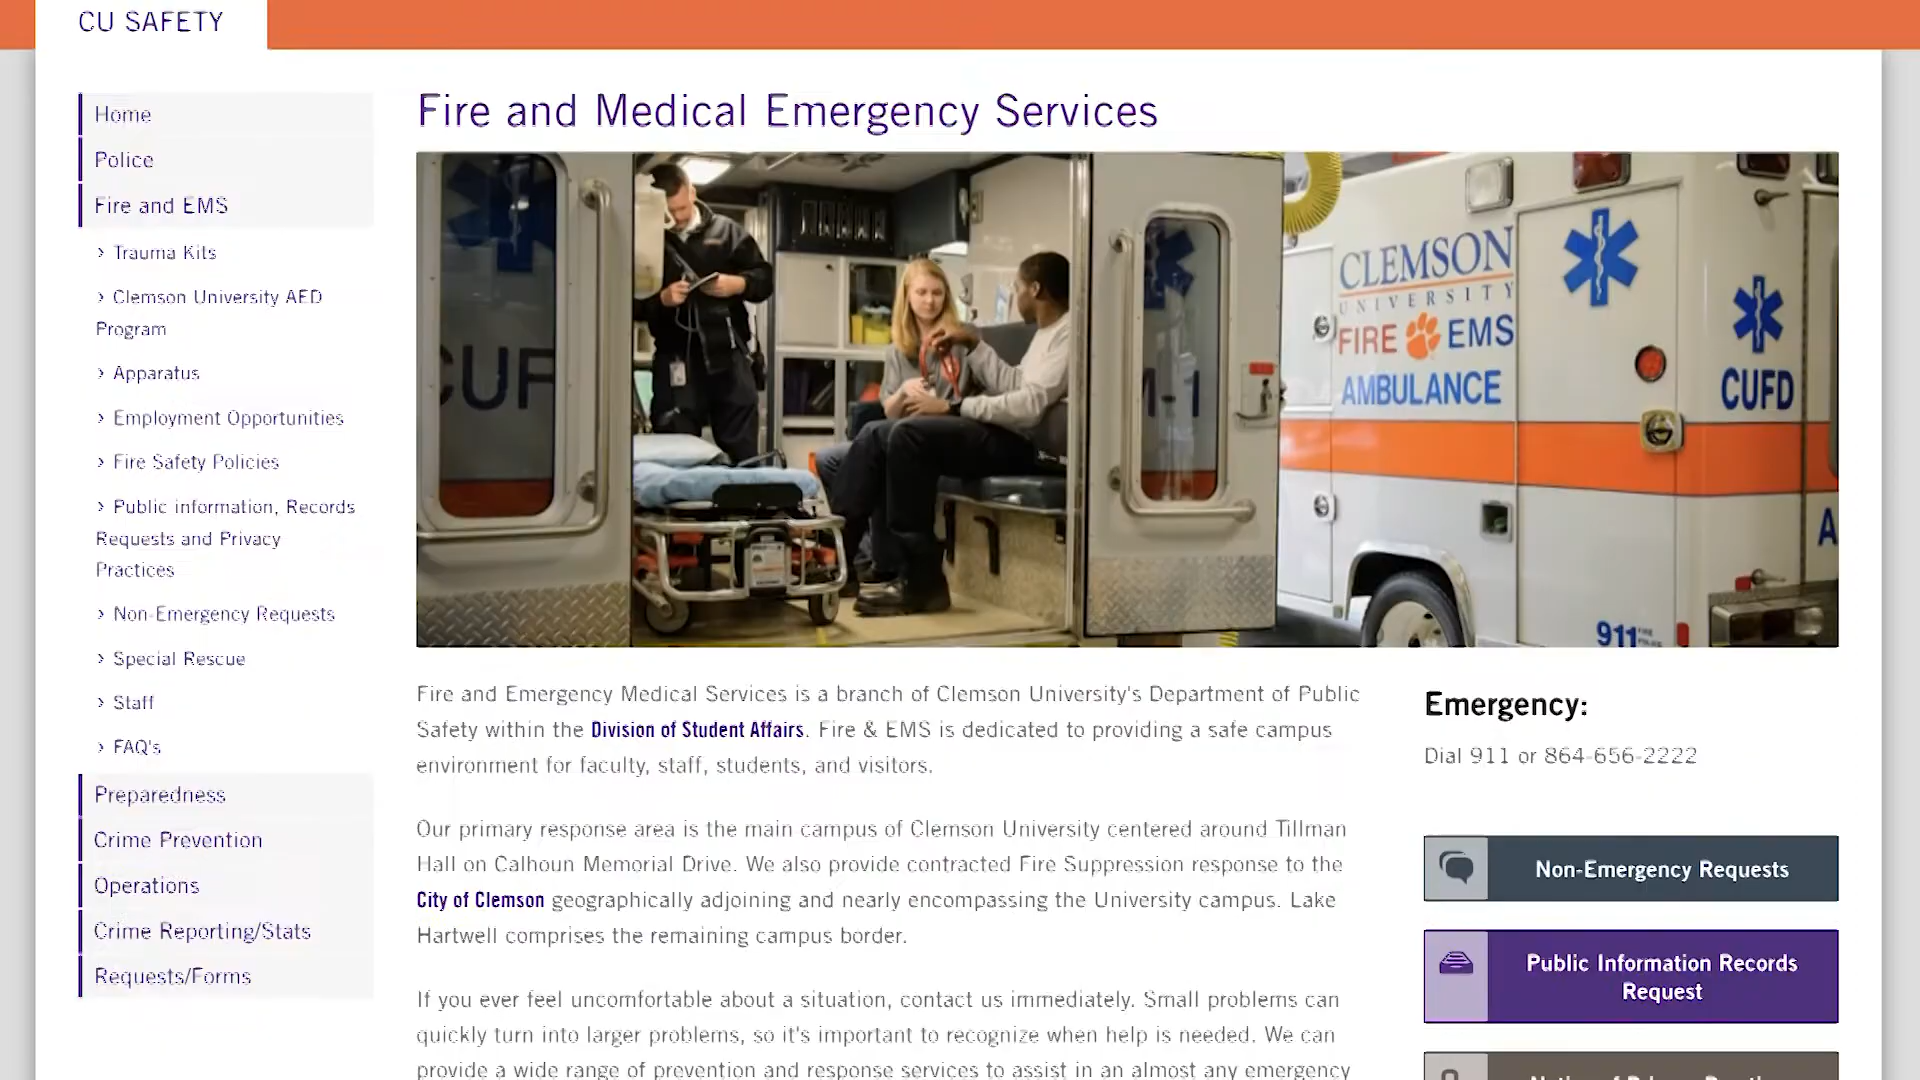 CU SAFETY
Home
Police
Fire and EMS
› Trauma Kits
› Clemson University AED
Program
› Apparatus
› Employment Opportunities
› Fire Safety Policies
› Public information, Records
Requests and Privacy
Practices
› Non-Emergency Requests
› Special Rescue
› Staff
› FAQ's
Preparedness
Crime Prevention
Operations
Crime Reporting/Stats
Requests/Forms
Fire and Medical Emergency Services
CUF
CLEMSON
UNIVERSITY
FIRE EMS
AMBULANCE
CUFD
A
911
Fire and Emergency Medical Services is a branch of Clemson University's Department of Public
Safety within the Division of Student Affairs. Fire & EMS is dedicated to providing a safe campus
environment for faculty, staff, students, and visitors.
Our primary response area is the main campus of Clemson University centered around Tillman
Hall on Calhoun Memorial Drive. We also provide contracted Fire Suppression response to the
City of Clemson geographically adjoining and nearly encompassing the University campus. Lake
Hartwell comprises the remaining campus border.
If you ever feel uncomfortable about a situation, contact us immediately. Small problems can
quickly turn into larger problems, so it's important to recognize when help is needed. We can
provide a wide range of prevention and response services to assist in an almost any emergency
Emergency:
Dial 911 or 864-656-2222
Non-Emergency Requests
Public Information Records
Request